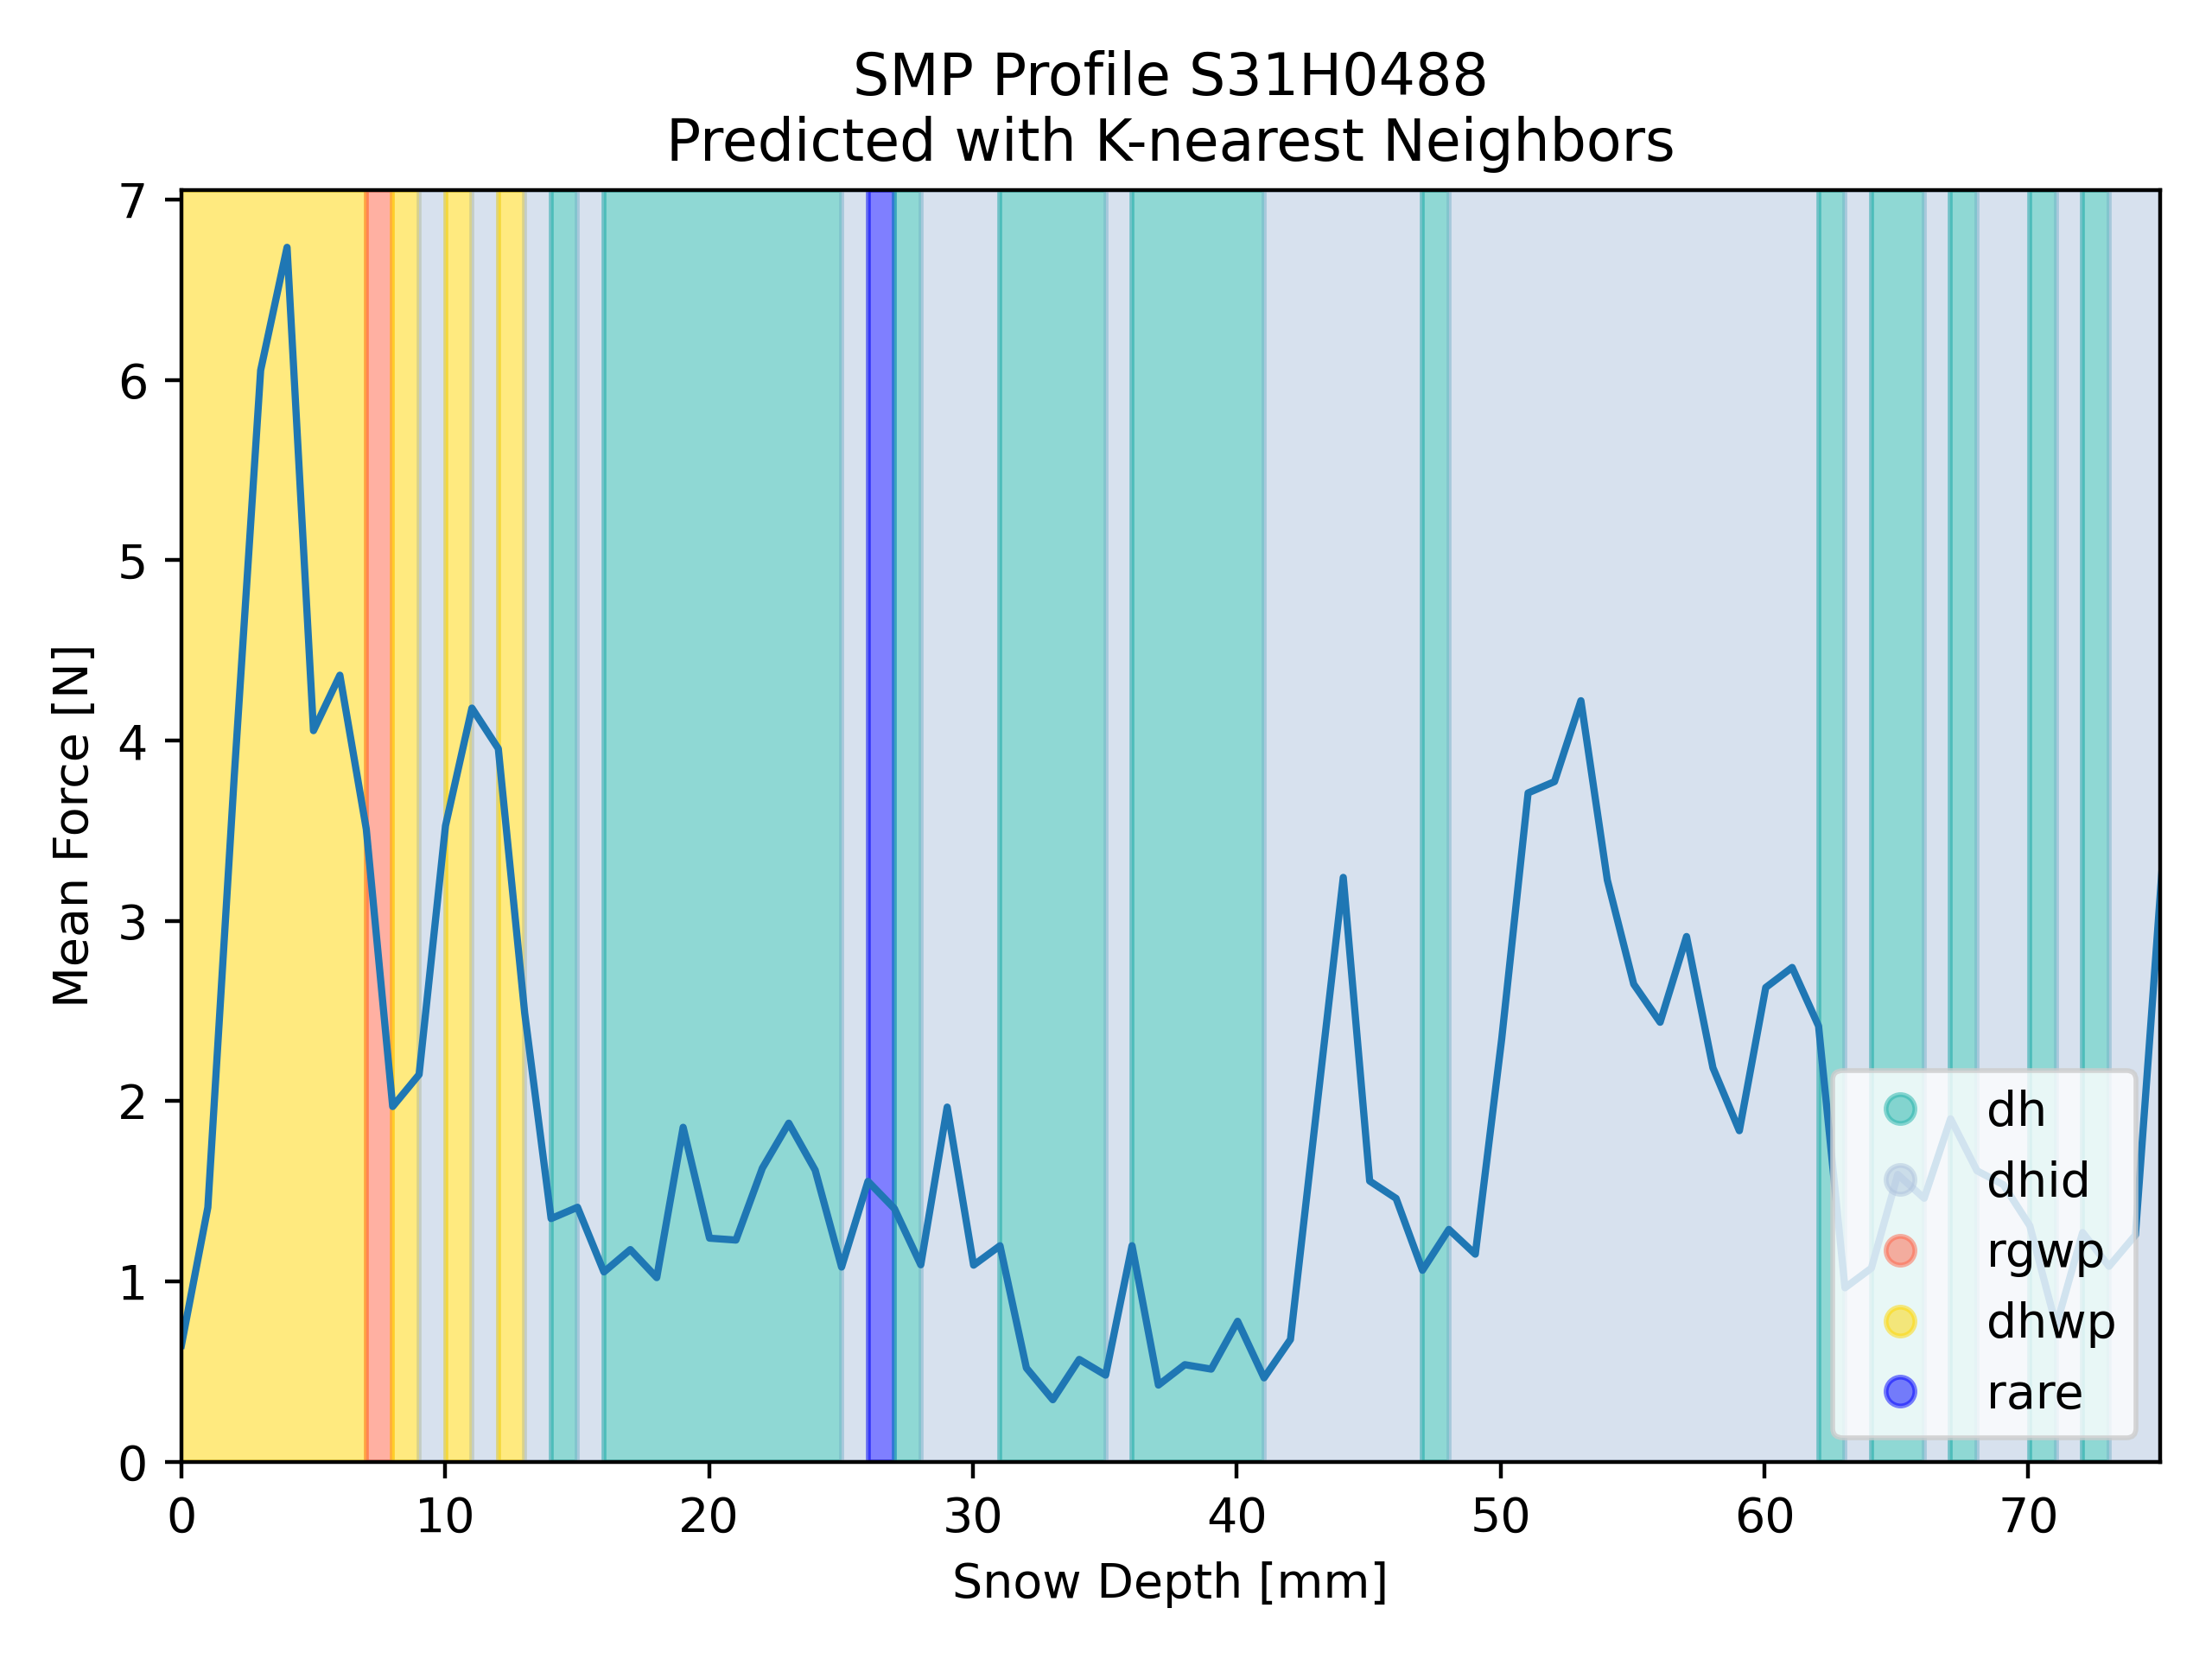 SMP Profile S31H0488
Predicted with K-nearest Neighbors
7
6
5
4
3
2
1
0
Mean Force [N]
dh
dhid
rgwp
dhwp
rare
0 10 20 30 40 50 60 70
Snow Depth [mm]